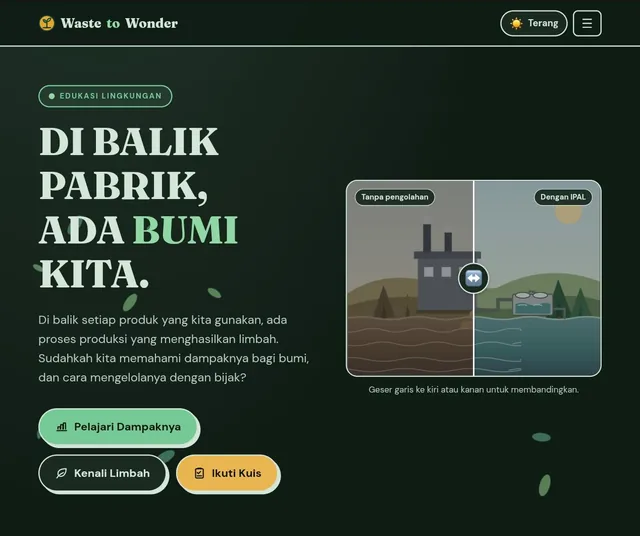 Waste to Wonder
Terang
EDUKASI LINGKUNGAN
DI BALIK
PABRIK,
ADA BUMI
KITA.
Di balik setiap produk yang kita gunakan, ada
proses produksi yang menghasilkan limbah.
Sudahkah kita memahami dampaknya bagi bumi,
dan cara mengelolanya dengan bijak?
Pelajari Dampaknya
Kenali Limbah
Ikuti Kuis
Tanpa pengolahan
Dengan IPAL
Geser garis ke kiri atau kanan untuk membandingkan.